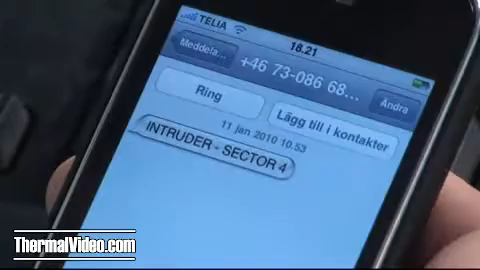 TELIA 16.21
Meddela... +46 73-086 68... Ändra
Ring Lägg till i kontakter
11 jan 2010 10.53
INTRUDER - SECTOR 4
ThermalVideo.com